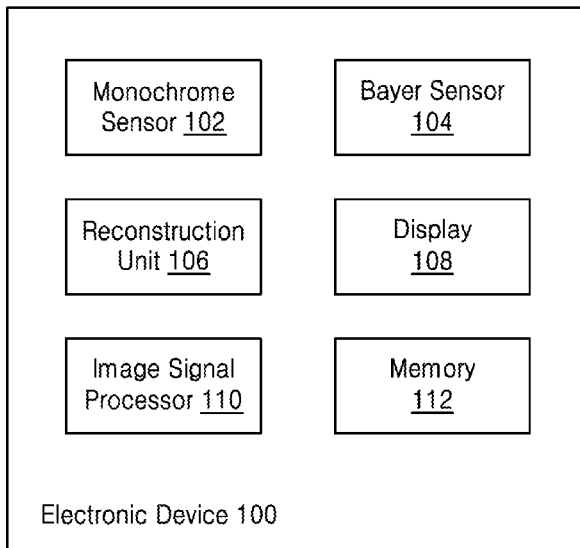 Monochrome
Sensor 102
Bayer Sensor
104
Reconstruction
Unit 106
Display
108
Image Signal
Processor 110
Memory
112
Electronic Device 100